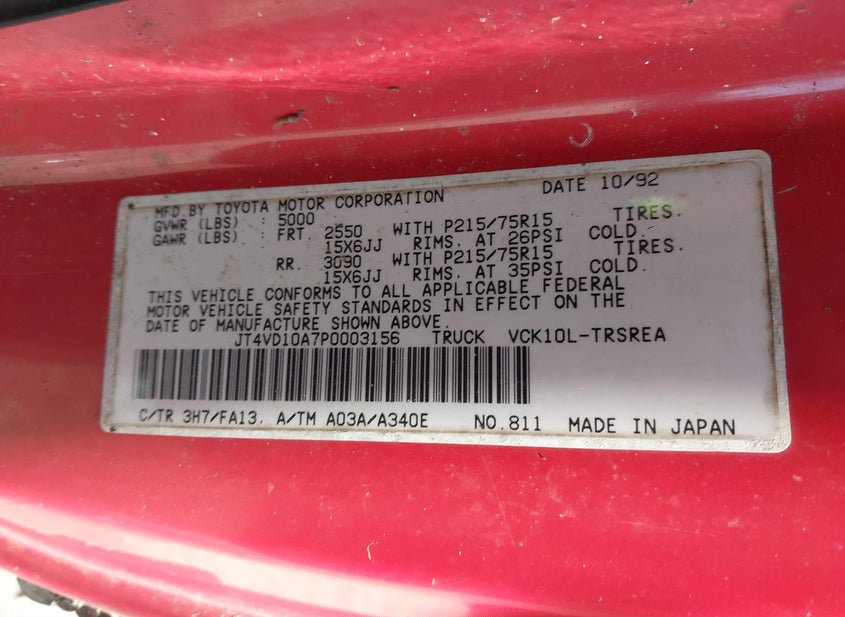 MFD.BY TOYOTA MOTOR CORPORATION DATE 10/92
GVWR (LBS) : 5000
GAWR (LBS) : FRT. 2550 WITH P215/75R15 TIRES.
15X6JJ RIMS. AT 26PSI COLD.
RR. 3090 WITH P215/75R15 TIRES.
15X6JJ RIMS. AT 35PSI COLD.
THIS VEHICLE CONFORMS TO ALL APPLICABLE FEDERAL
MOTOR VEHICLE SAFETY STANDARDS IN EFFECT ON THE
DATE OF MANUFACTURE SHOWN ABOVE.
JT4VD10A7P0003156 TRUCK VCK10L-TRSREA
C/TR 3H7/FA13. A/TM A03A/A340E NO.811 MADE IN JAPAN